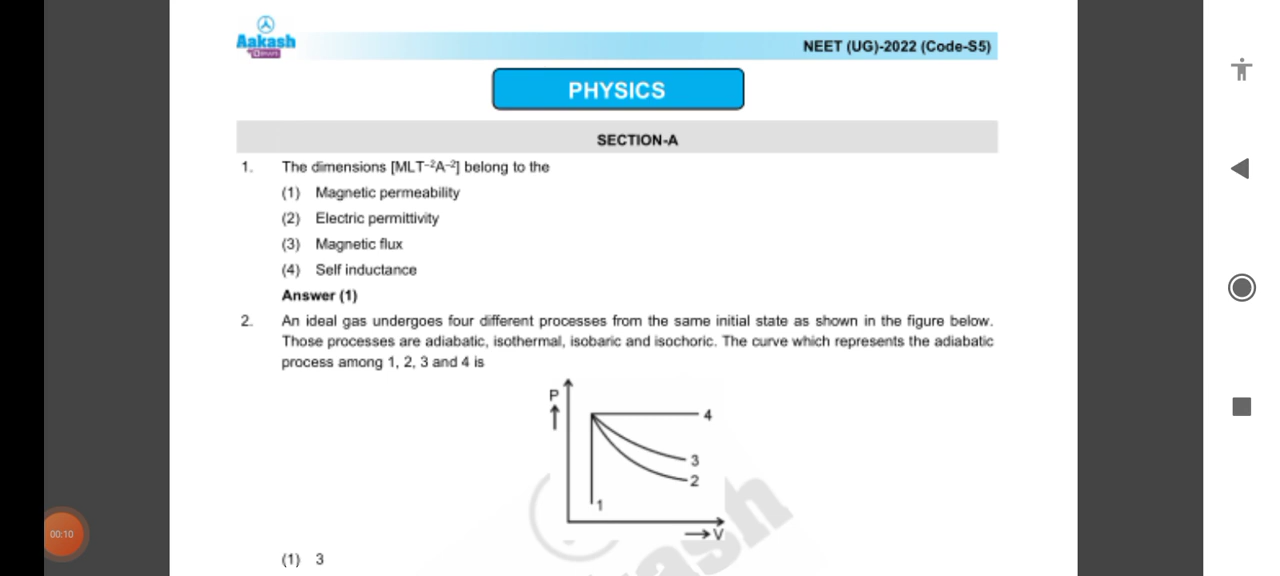 Aakash
NEET (UG)-2022 (Code-S5)
PHYSICS
SECTION-A
1. The dimensions [MLT⁻²A⁻²] belong to the
(1) Magnetic permeability
(2) Electric permittivity
(3) Magnetic flux
(4) Self inductance
Answer (1)
2. An ideal gas undergoes four different processes from the same initial state as shown in the figure below.
Those processes are adiabatic, isothermal, isobaric and isochoric. The curve which represents the adiabatic
process among 1, 2, 3 and 4 is
P
4
3
2
1
V
00:10
(1) 3